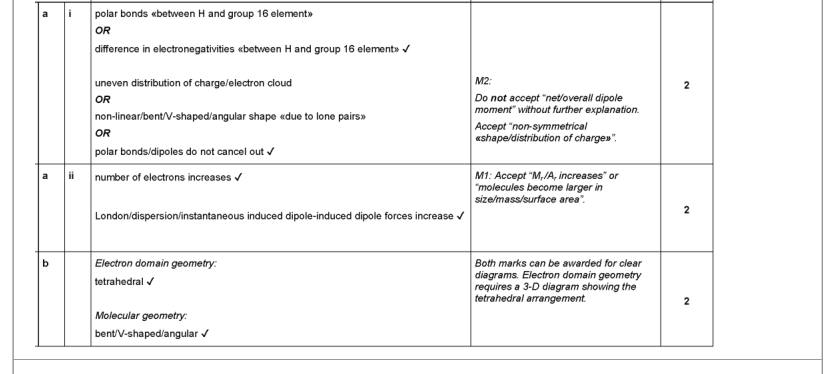 a i polar bonds «between H and group 16 element»
OR
difference in electronegativities «between H and group 16 element» ✓
uneven distribution of charge/electron cloud
OR
non-linear/bent/V-shaped/angular shape «due to lone pairs»
OR
polar bonds/dipoles do not cancel out ✓
M2:
Do not accept "net/overall dipole
moment" without further explanation.
Accept "non-symmetrical
«shape/distribution of charge»".
2
a ii number of electrons increases ✓
London/dispersion/instantaneous induced dipole-induced dipole forces increase ✓
M1: Accept "Mr/Ar increases" or
"molecules become larger in
size/mass/surface area".
2
b Electron domain geometry:
tetrahedral ✓
Molecular geometry:
bent/V-shaped/angular ✓
Both marks can be awarded for clear
diagrams. Electron domain geometry
requires a 3-D diagram showing the
tetrahedral arrangement.
2